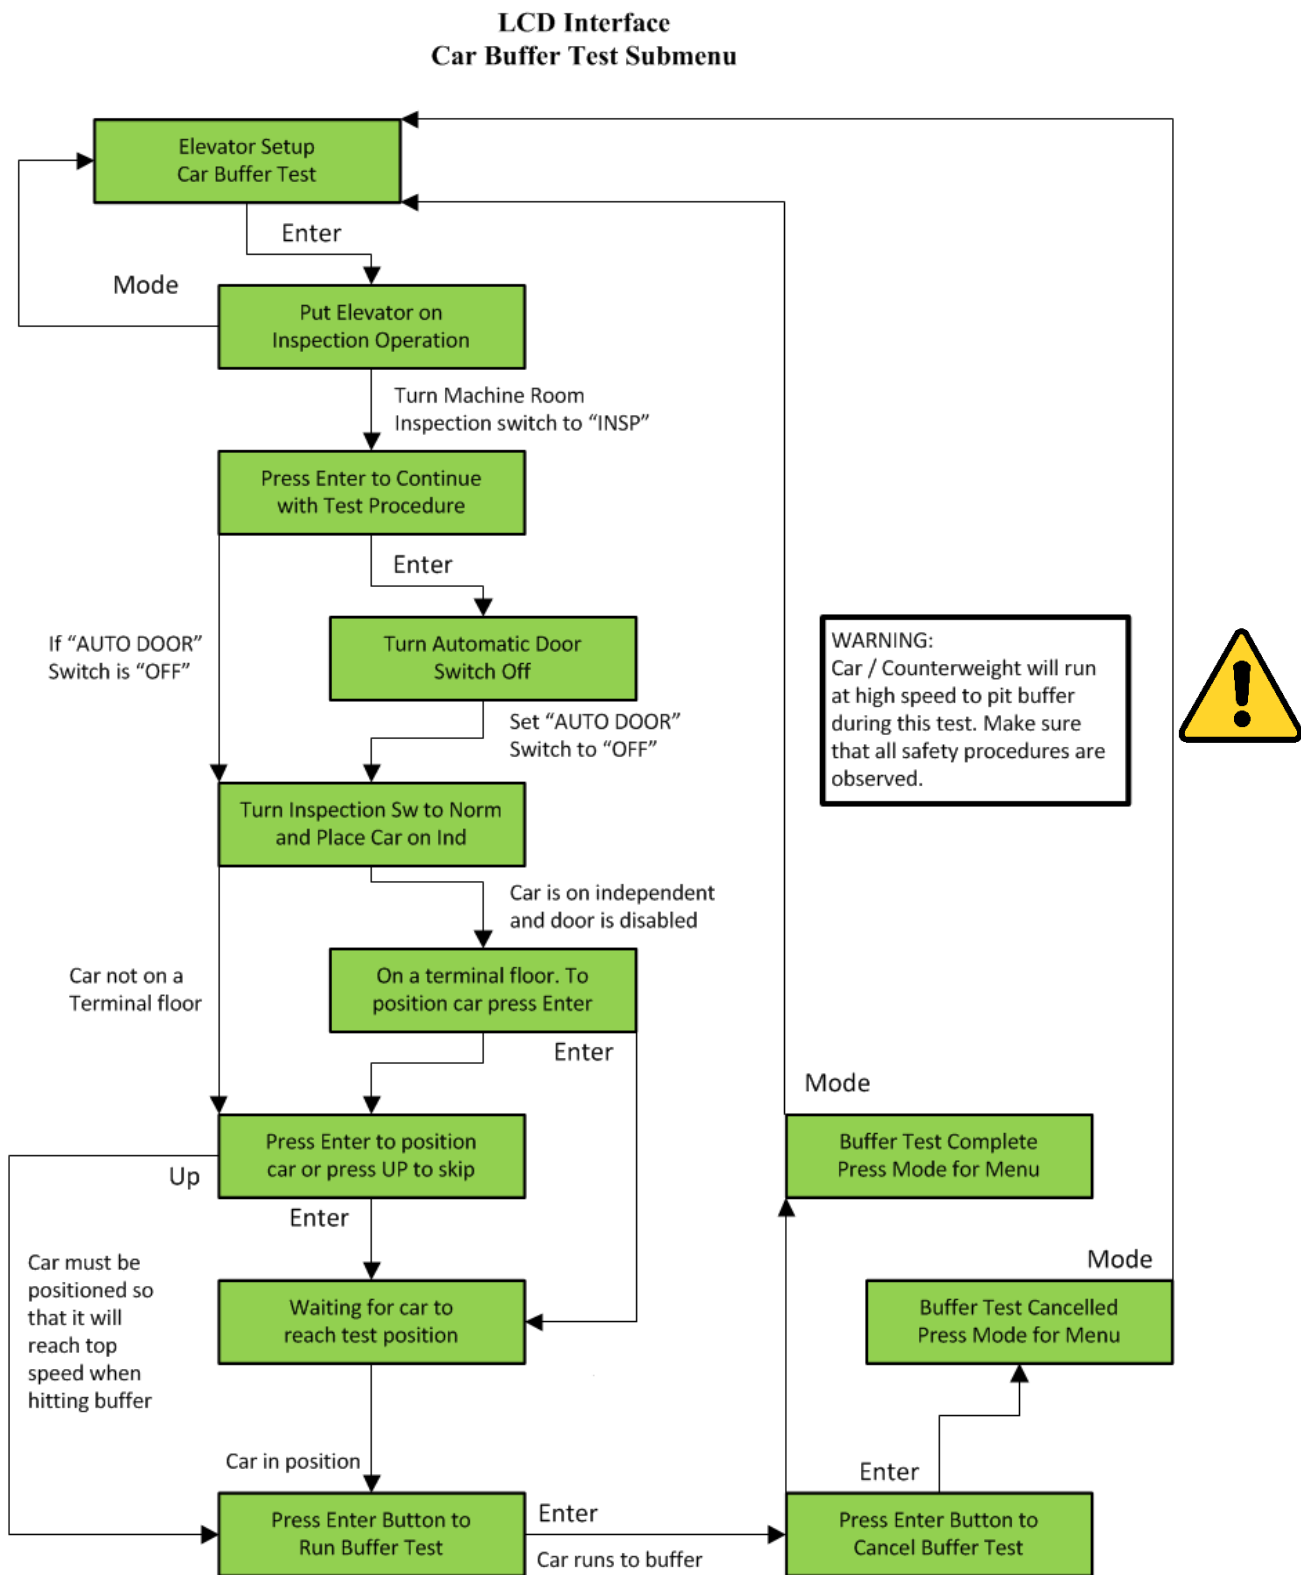 LCD Interface
Car Buffer Test Submenu
Elevator Setup
Car Buffer Test
Enter
Mode
Put Elevator on
Inspection Operation
Turn Machine Room
Inspection switch to “INSP”
Press Enter to Continue
with Test Procedure
Enter
If “AUTO DOOR”
Switch is “OFF”
Turn Automatic Door
Switch Off
Set “AUTO DOOR”
Switch to “OFF”
WARNING:
Car / Counterweight will run
at high speed to pit buffer
during this test. Make sure
that all safety procedures are
observed.
Turn Inspection Sw to Norm
and Place Car on Ind
Car is on independent
and door is disabled
Car not on a
Terminal floor
On a terminal floor. To
position car press Enter
Enter
Press Enter to position
car or press UP to skip
Up
Enter
Car must be
positioned so
that it will
reach top
speed when
hitting buffer
Waiting for car to
reach test position
Car in position
Press Enter Button to
Run Buffer Test
Enter
Car runs to buffer
Mode
Buffer Test Complete
Press Mode for Menu
Mode
Buffer Test Cancelled
Press Mode for Menu
Enter
Press Enter Button to
Cancel Buffer Test